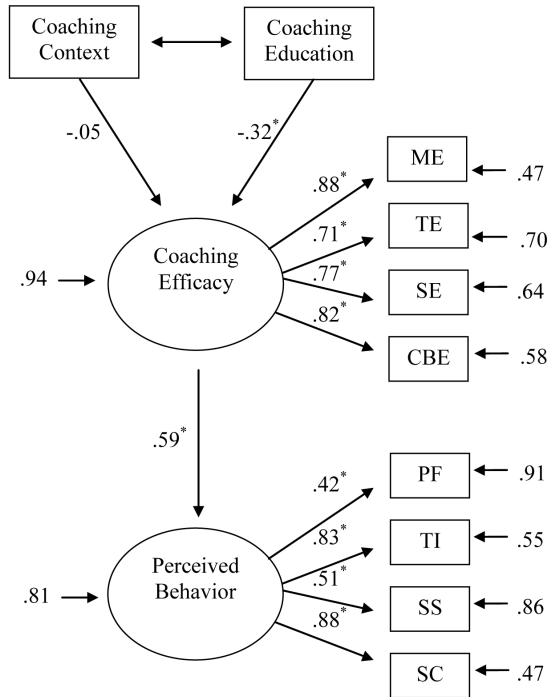 Coaching
Context
Coaching
Education
-.05
-.32*
ME
.47
.88*
TE
.70
.71*
Coaching
Efficacy
.94
.77*
SE
.64
.82*
CBE
.58
.59*
PF
.91
.42*
TI
.55
.83*
Perceived
Behavior
.81
.51*
SS
.86
.88*
SC
.47